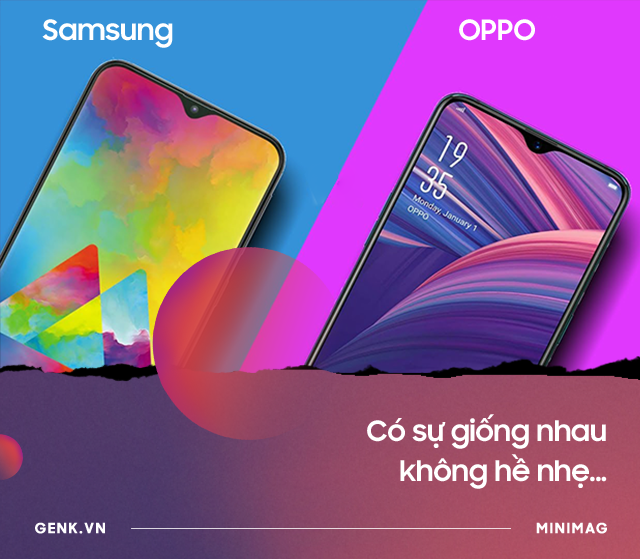 Samsung
OPPO
19
35
Monday, January 1
OPPO
Có sự giống nhau
không hề nhẹ...
GENK.VN
MINIMAG